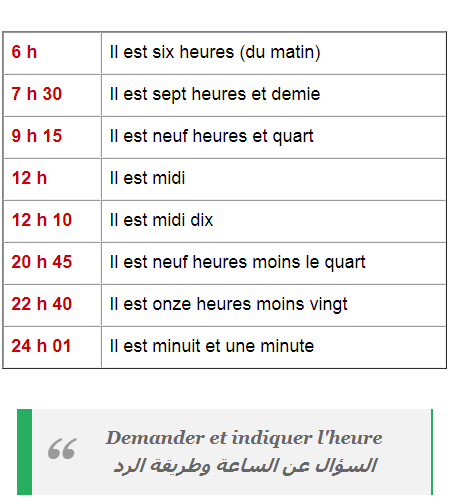 6 h Il est six heures (du matin)
7 h 30 Il est sept heures et demie
9 h 15 Il est neuf heures et quart
12 h Il est midi
12 h 10 Il est midi dix
20 h 45 Il est neuf heures moins le quart
22 h 40 Il est onze heures moins vingt
24 h 01 Il est minuit et une minute
“ Demander et indiquer l'heure
السؤال عن الساعة وطريقة الرد